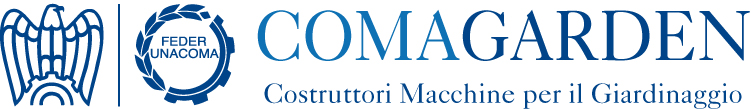 FEDER
UNACOMA
COMAGARDEN
Costruttori Macchine per il Giardinaggio